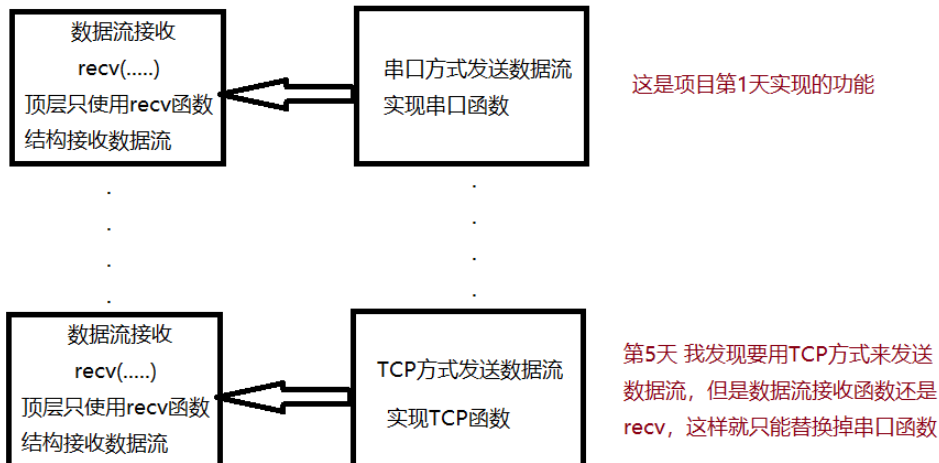 数据流接收
recv(.....)
顶层只使用recv函数
结构接收数据流
串口方式发送数据流
实现串口函数
这是项目第1天实现的功能
数据流接收
recv(.....)
顶层只使用recv函数
结构接收数据流
TCP方式发送数据流
实现TCP函数
第5天 我发现要用TCP方式来发送
数据流，但是数据流接收函数还是
recv，这样就只能替换掉串口函数